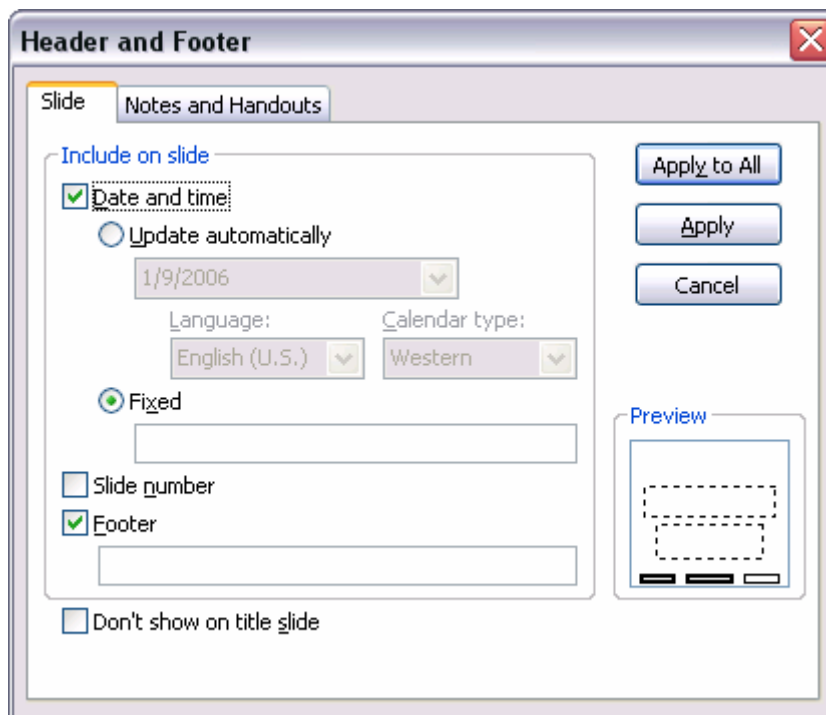 Header and Footer
Slide
Notes and Handouts
Include on slide
Date and time
Update automatically
1/9/2006
Language:
Calendar type:
English (U.S.)
Western
Fixed
Slide number
Footer
Don't show on title slide
Apply to All
Apply
Cancel
Preview